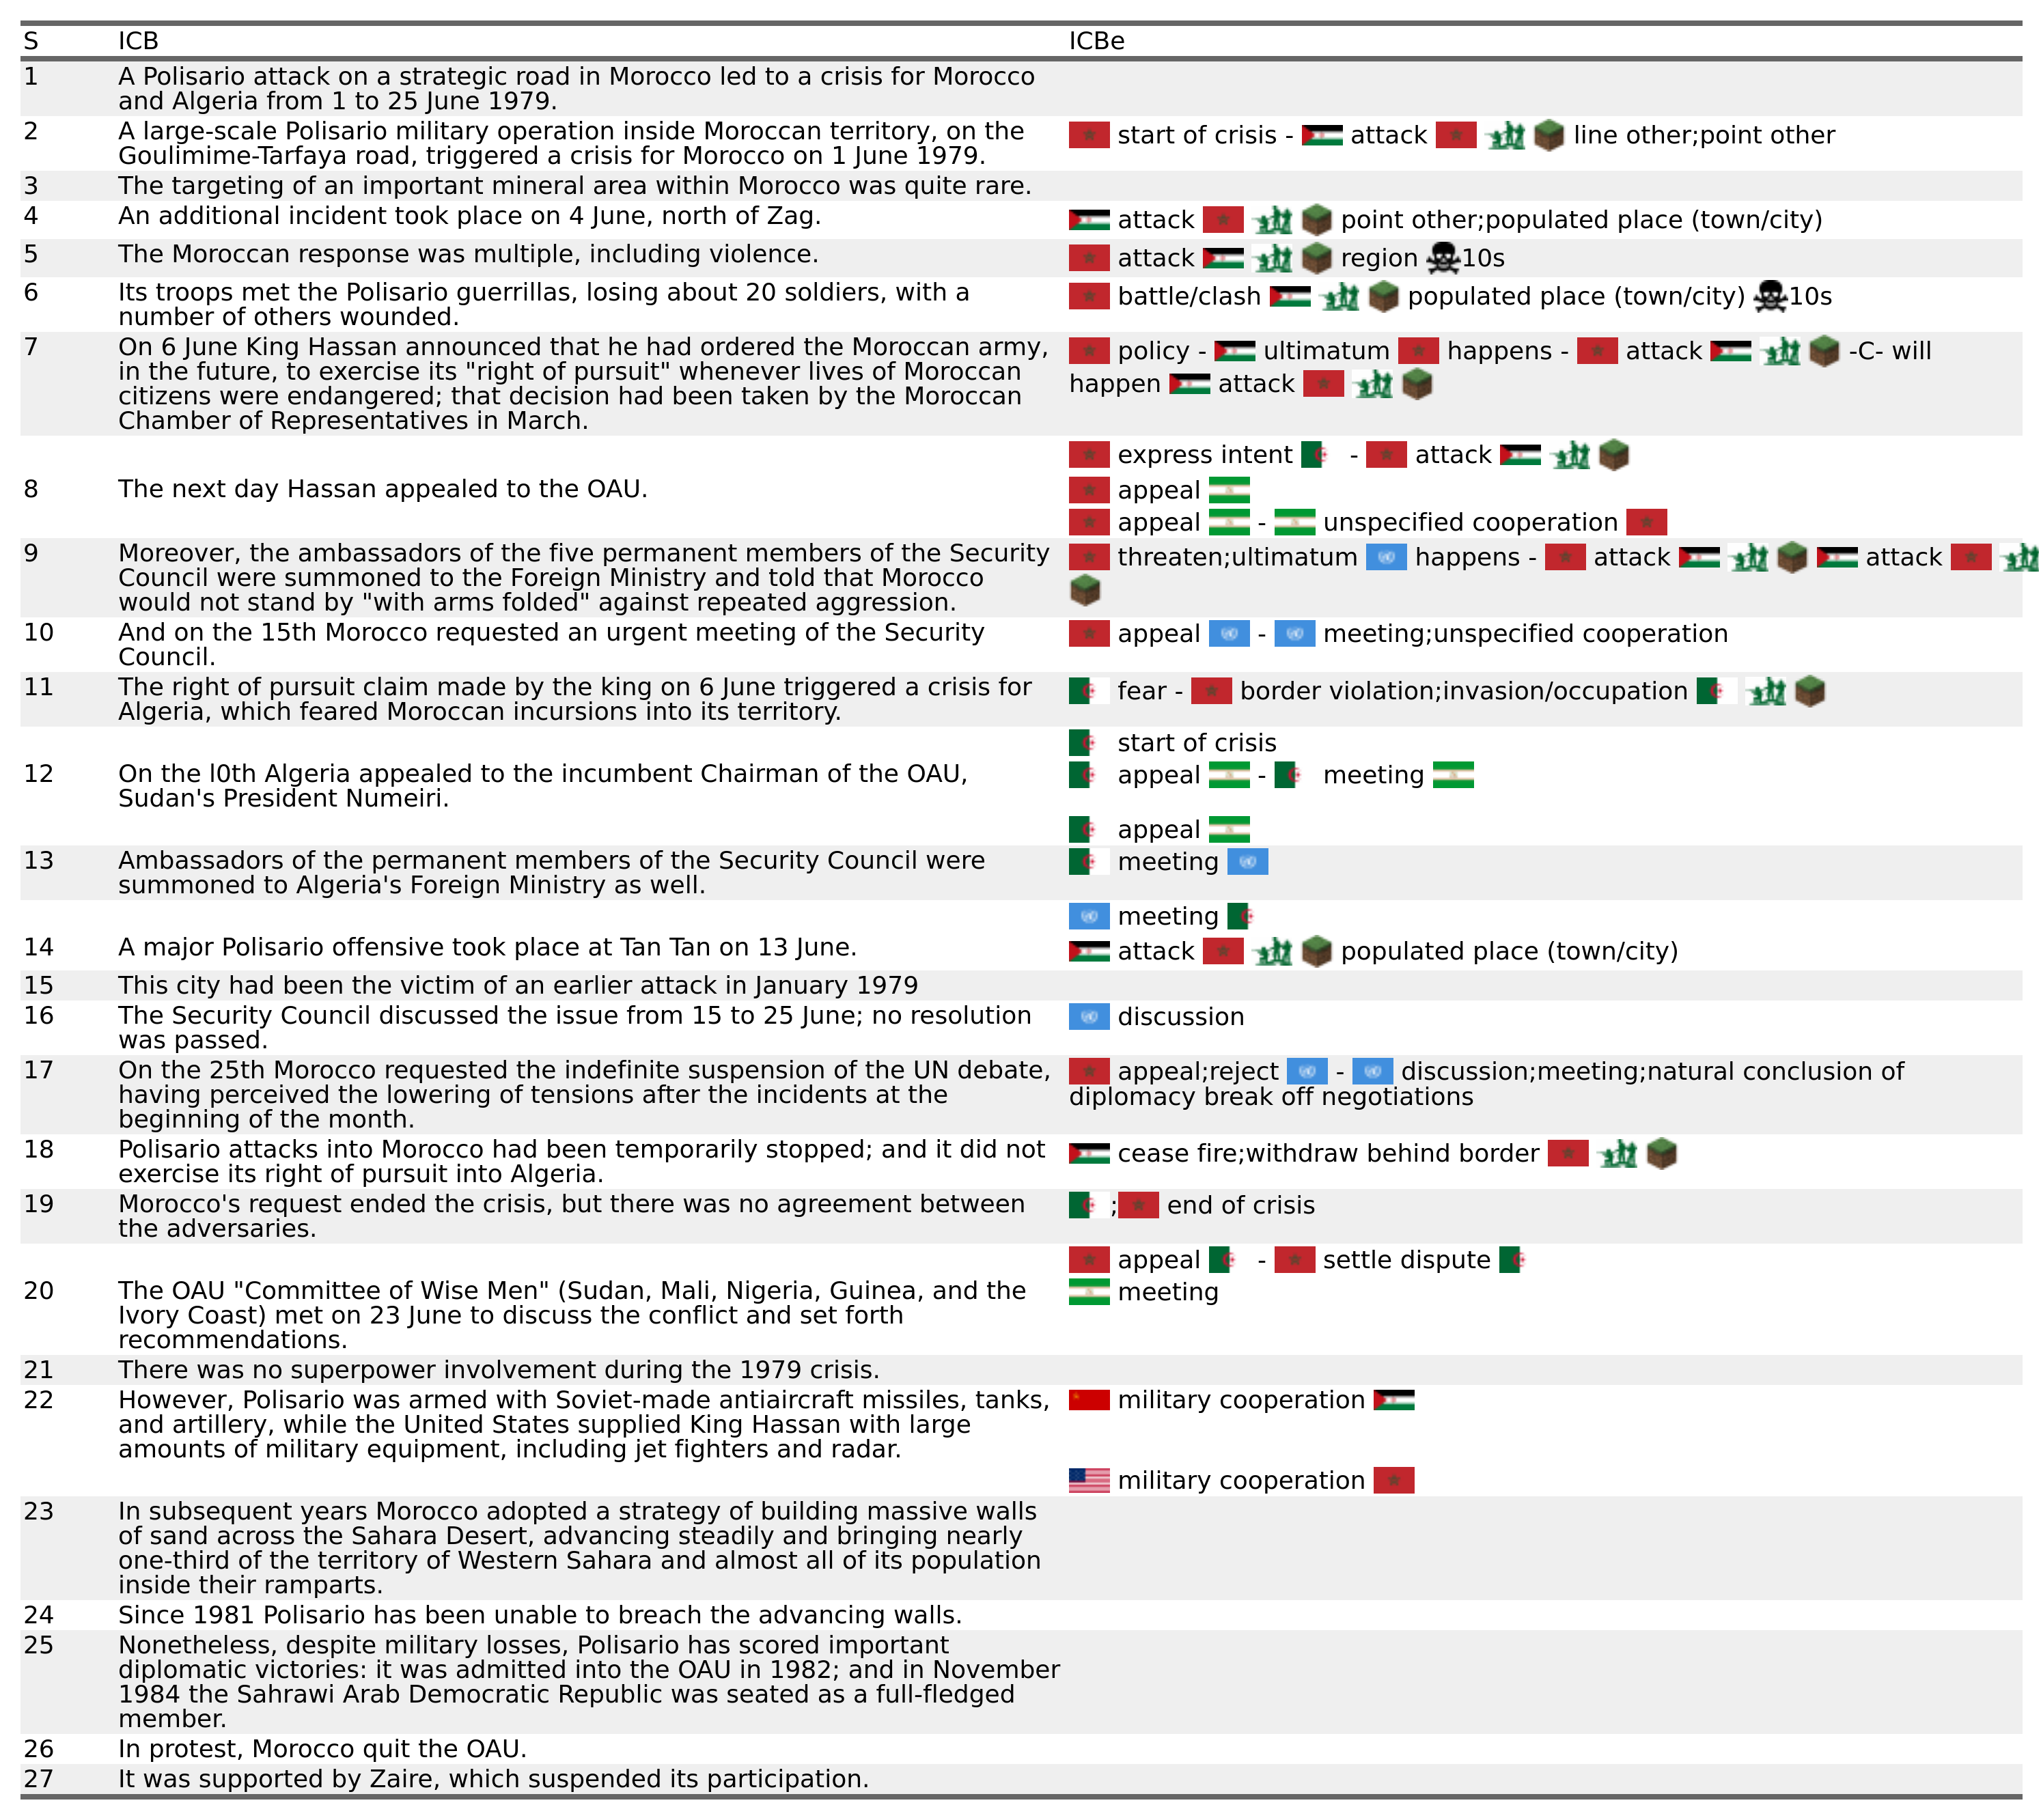 S ICB ICBe
1 A Polisario attack on a strategic road in Morocco led to a crisis for Morocco
and Algeria from 1 to 25 June 1979.
2 A large-scale Polisario military operation inside Moroccan territory, on the
Goulimime-Tarfaya road, triggered a crisis for Morocco on 1 June 1979.
start of crisis - attack line other;point other
3 The targeting of an important mineral area within Morocco was quite rare.
4 An additional incident took place on 4 June, north of Zag.
attack point other;populated place (town/city)
5 The Moroccan response was multiple, including violence.
attack region 10s
6 Its troops met the Polisario guerrillas, losing about 20 soldiers, with a
number of others wounded.
battle/clash populated place (town/city) 10s
7 On 6 June King Hassan announced that he had ordered the Moroccan army,
in the future, to exercise its "right of pursuit" whenever lives of Moroccan
citizens were endangered; that decision had been taken by the Moroccan
Chamber of Representatives in March.
policy - ultimatum happens - attack -C- will
happen attack
express intent - attack
8 The next day Hassan appealed to the OAU.
appeal
appeal - unspecified cooperation
9 Moreover, the ambassadors of the five permanent members of the Security
Council were summoned to the Foreign Ministry and told that Morocco
would not stand by "with arms folded" against repeated aggression.
threaten;ultimatum happens - attack attack
10 And on the 15th Morocco requested an urgent meeting of the Security
Council.
appeal - meeting;unspecified cooperation
11 The right of pursuit claim made by the king on 6 June triggered a crisis for
Algeria, which feared Moroccan incursions into its territory.
fear - border violation;invasion/occupation
start of crisis
12 On the l0th Algeria appealed to the incumbent Chairman of the OAU,
Sudan's President Numeiri.
appeal - meeting
appeal
13 Ambassadors of the permanent members of the Security Council were
summoned to Algeria's Foreign Ministry as well.
meeting
meeting
14 A major Polisario offensive took place at Tan Tan on 13 June.
attack populated place (town/city)
15 This city had been the victim of an earlier attack in January 1979
16 The Security Council discussed the issue from 15 to 25 June; no resolution
was passed.
discussion
17 On the 25th Morocco requested the indefinite suspension of the UN debate,
having perceived the lowering of tensions after the incidents at the
beginning of the month.
appeal;reject - discussion;meeting;natural conclusion of
diplomacy break off negotiations
18 Polisario attacks into Morocco had been temporarily stopped; and it did not
exercise its right of pursuit into Algeria.
cease fire;withdraw behind border
19 Morocco's request ended the crisis, but there was no agreement between
the adversaries.
; end of crisis
appeal - settle dispute
20 The OAU "Committee of Wise Men" (Sudan, Mali, Nigeria, Guinea, and the
Ivory Coast) met on 23 June to discuss the conflict and set forth
recommendations.
meeting
21 There was no superpower involvement during the 1979 crisis.
22 However, Polisario was armed with Soviet-made antiaircraft missiles, tanks,
and artillery, while the United States supplied King Hassan with large
amounts of military equipment, including jet fighters and radar.
military cooperation
military cooperation
23 In subsequent years Morocco adopted a strategy of building massive walls
of sand across the Sahara Desert, advancing steadily and bringing nearly
one-third of the territory of Western Sahara and almost all of its population
inside their ramparts.
24 Since 1981 Polisario has been unable to breach the advancing walls.
25 Nonetheless, despite military losses, Polisario has scored important
diplomatic victories: it was admitted into the OAU in 1982; and in November
1984 the Sahrawi Arab Democratic Republic was seated as a full-fledged
member.
26 In protest, Morocco quit the OAU.
27 It was supported by Zaire, which suspended its participation.